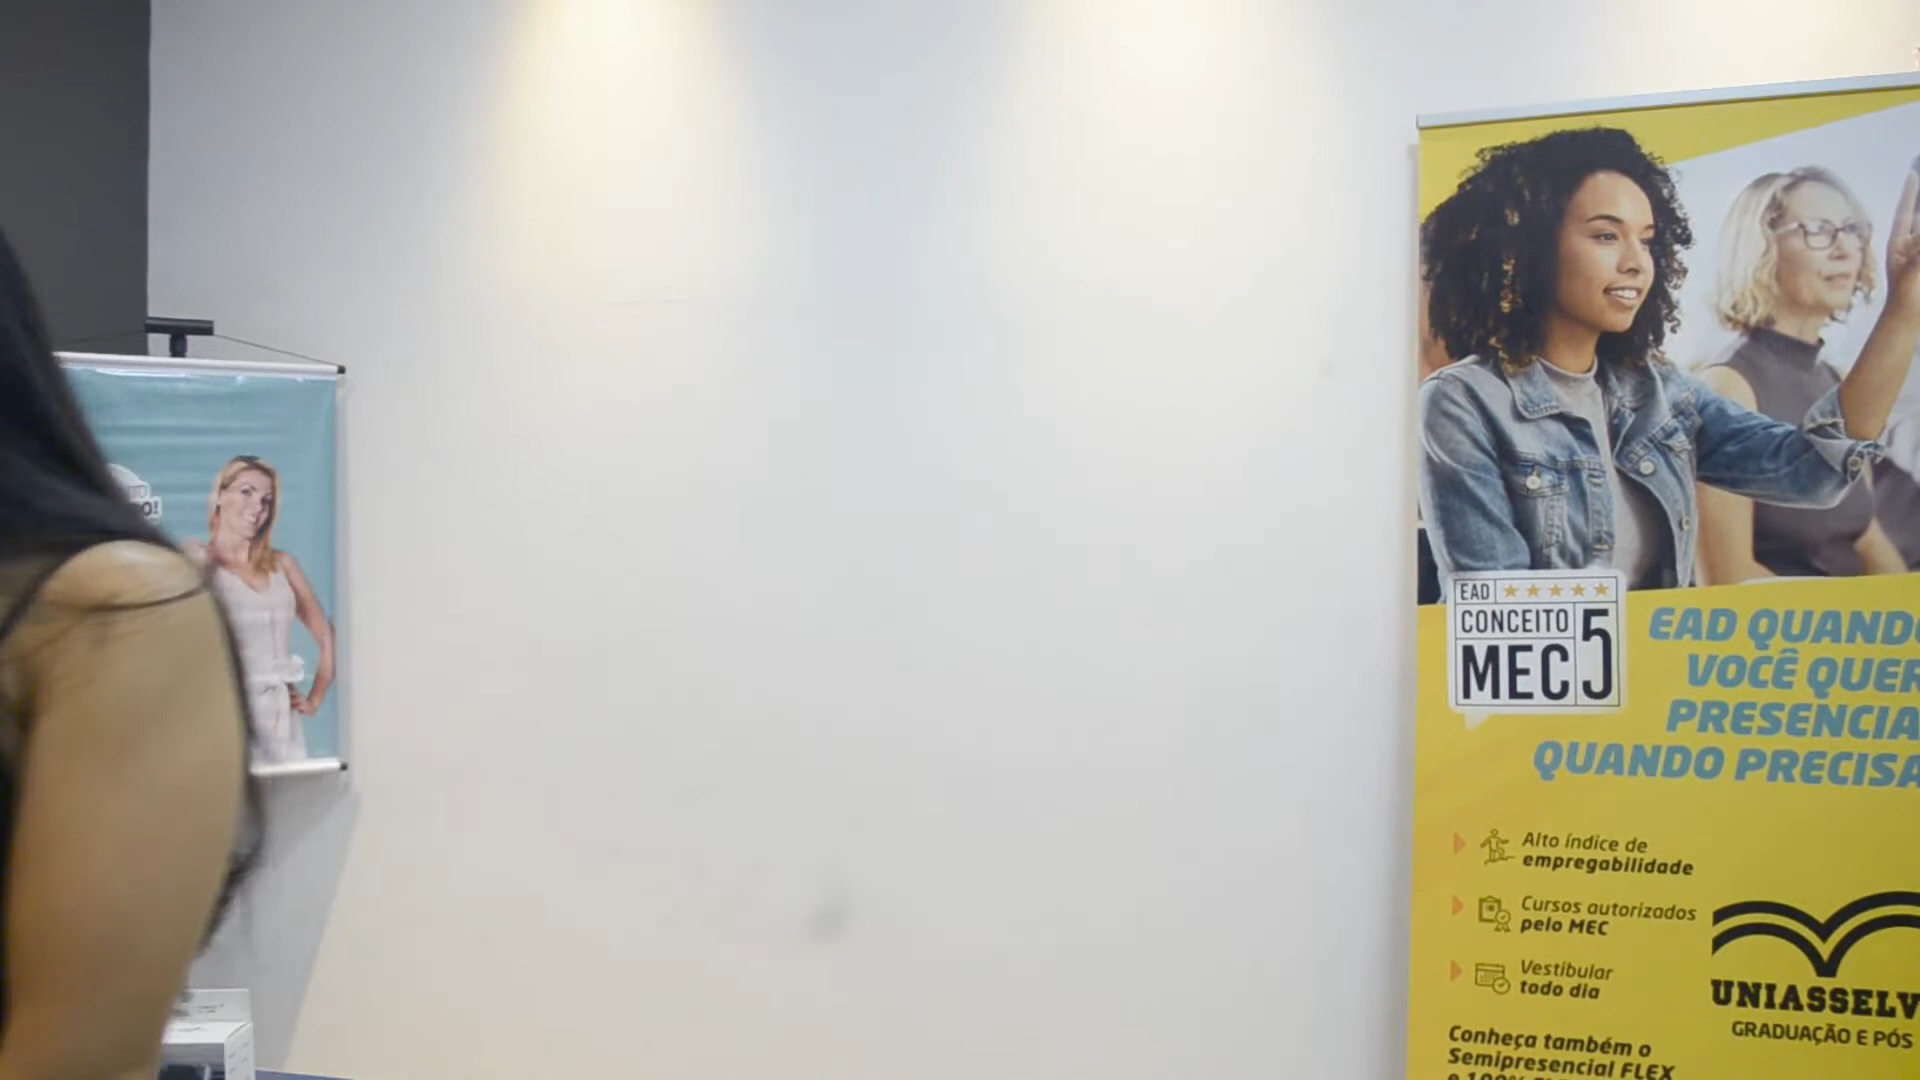 O!
EAD
CONCEITO
MEC 5
EAD QUANDO
VOCÊ QUER
PRESENCIA
QUANDO PRECISA
Alto índice de
empregabilidade
Cursos autorizados
pelo MEC
Vestibular
todo dia
UNIASSELV
GRADUAÇÃO E PÓS
Conheça também o
Semipresencial FLEX